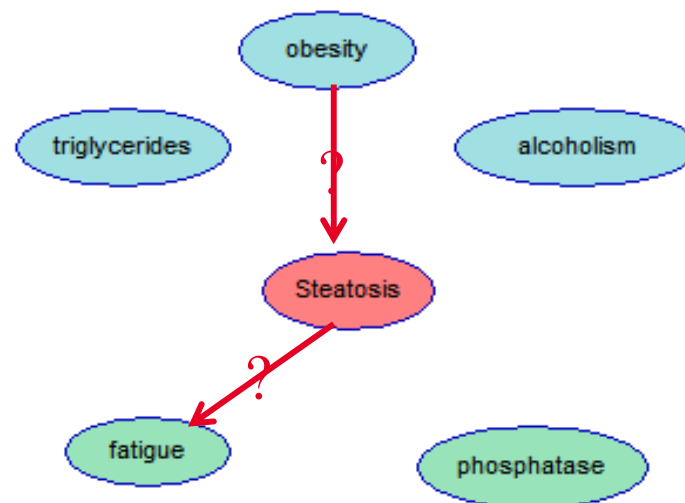 obesity
triglycerides
alcoholism
?
Steatosis
?
fatigue
phosphatase